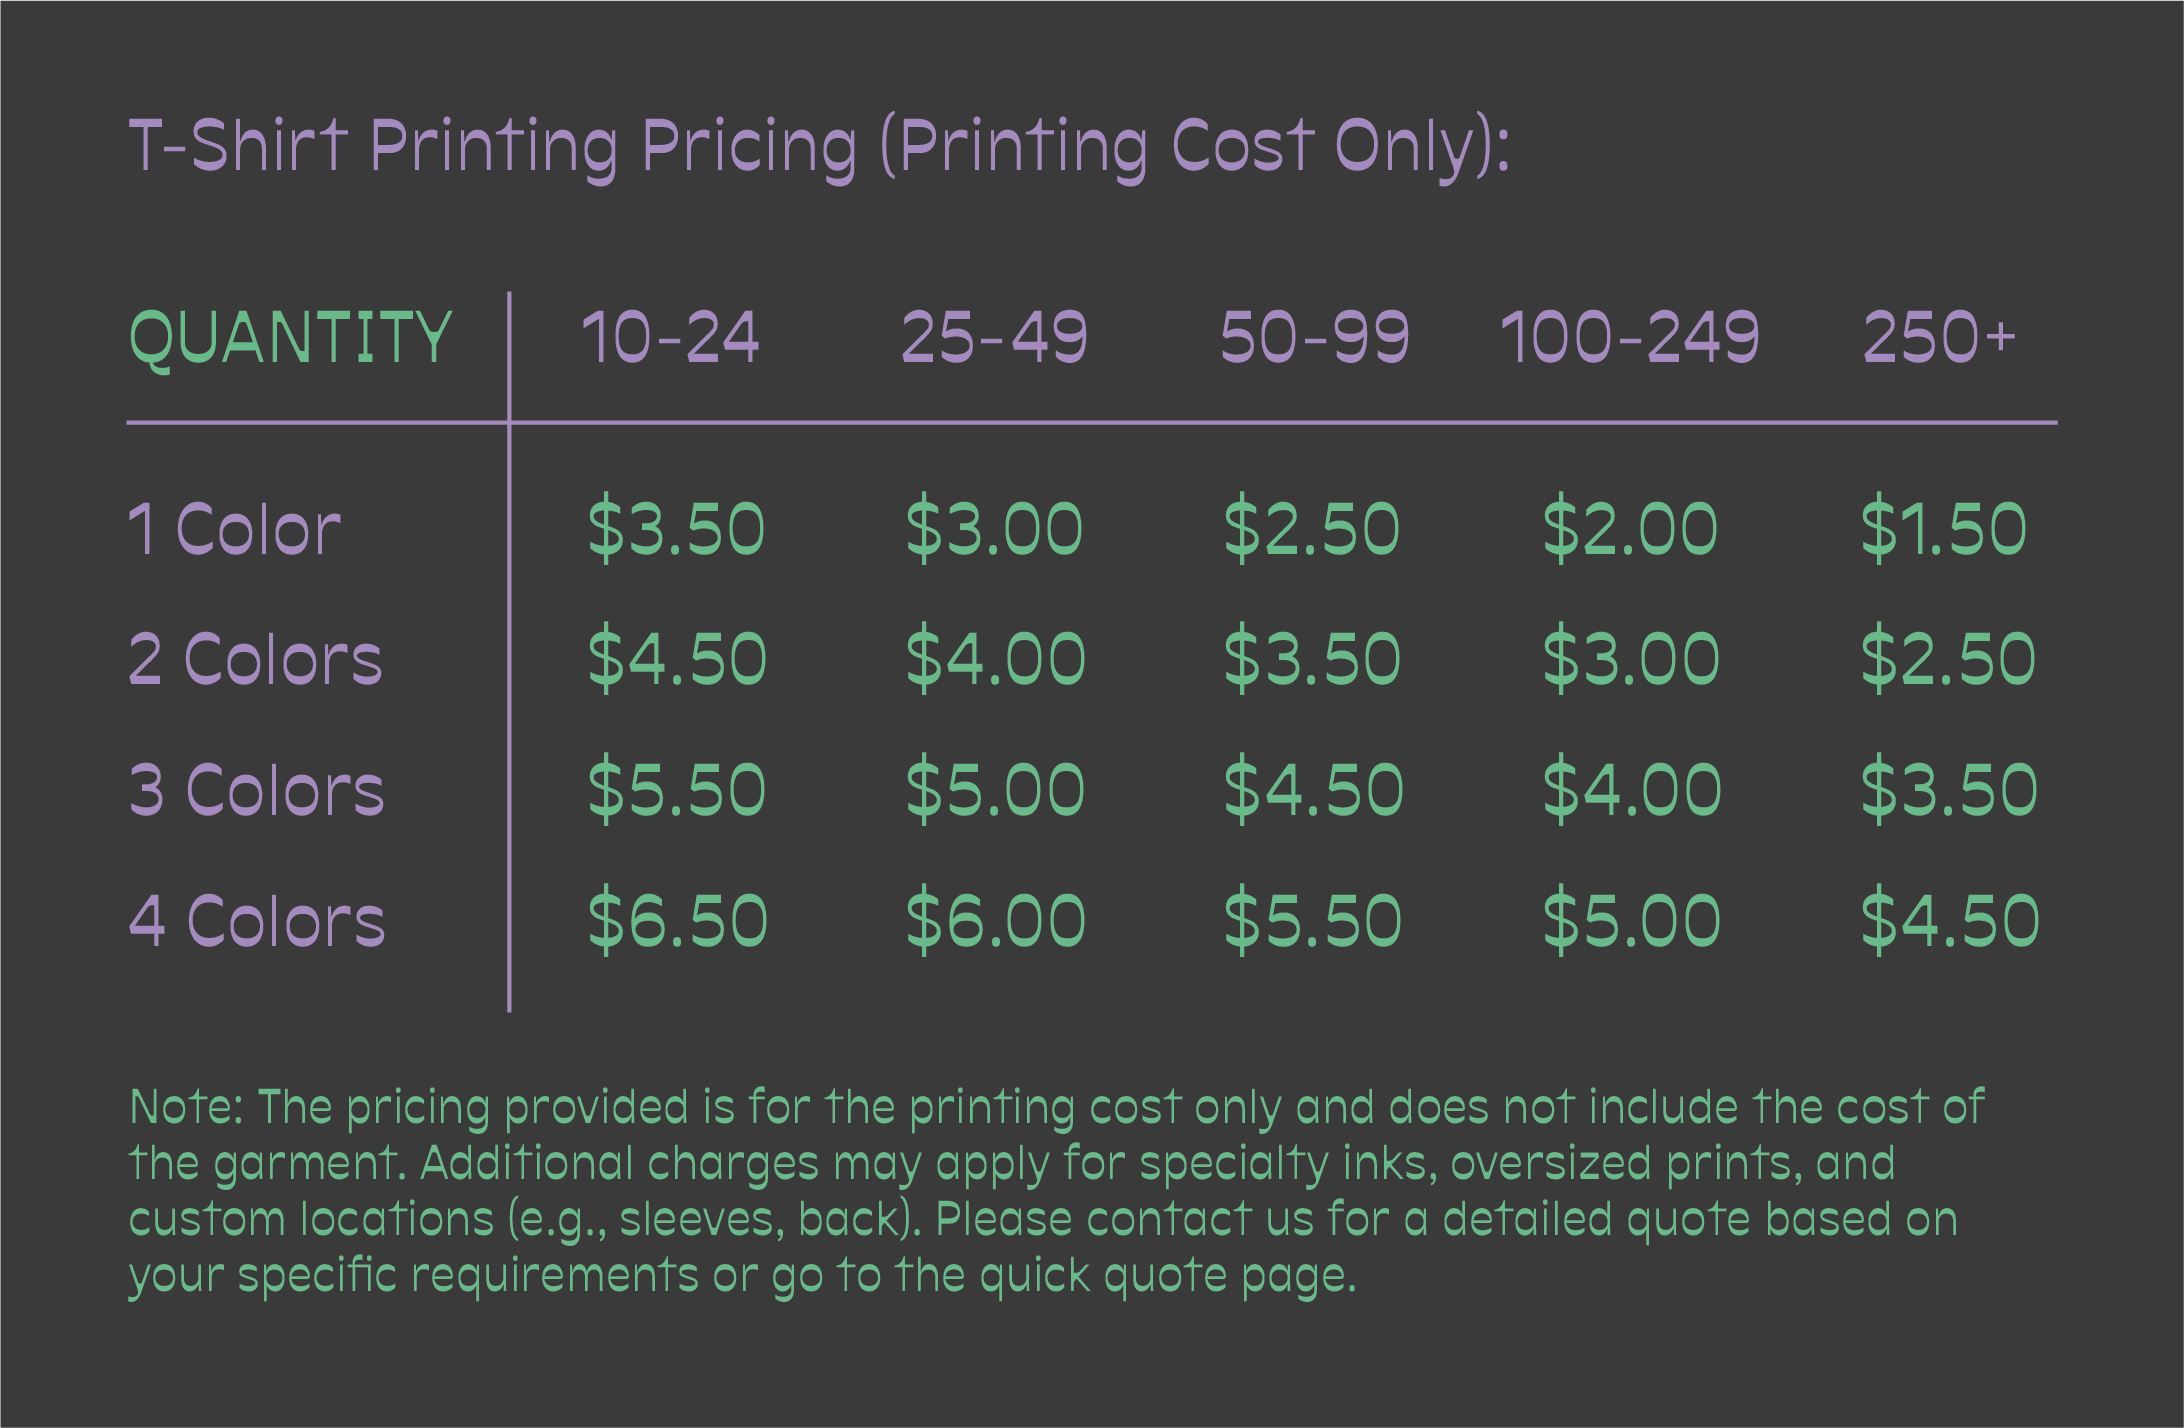 T-Shirt Printing Pricing (Printing Cost Only):
QUANTITY 10-24 25-49 50-99 100-249 250+
1 Color $3.50 $3.00 $2.50 $2.00 $1.50
2 Colors $4.50 $4.00 $3.50 $3.00 $2.50
3 Colors $5.50 $5.00 $4.50 $4.00 $3.50
4 Colors $6.50 $6.00 $5.50 $5.00 $4.50
Note: The pricing provided is for the printing cost only and does not include the cost of
the garment. Additional charges may apply for specialty inks, oversized prints, and
custom locations (e.g., sleeves, back). Please contact us for a detailed quote based on
your specific requirements or go to the quick quote page.